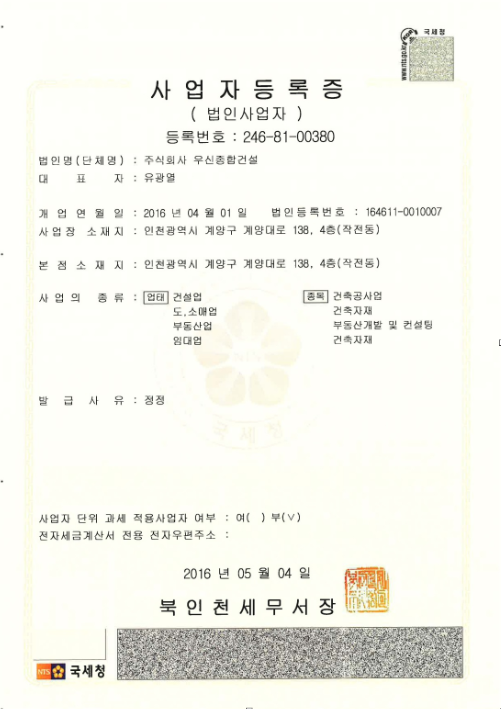 국세청
www.nts.go.kr
사업자등록증
( 법인사업자 )
등록번호 : 246-81-00380
법인명(단체명) : 주식회사 우신종합건설
대 표 자 : 유광열
개 업 연 월 일 : 2016 년 04 월 01 일 법인등록번호 : 164611-0010007
사업장 소재지 : 인천광역시 계양구 계양대로 138, 4층(작전동)
본 점 소 재 지 : 인천광역시 계양구 계양대로 138, 4층(작전동)
사 업 의 종 류 : 업태 건설업 종목 건축공사업
도,소매업 건축자재
부동산업 부동산개발 및 컨설팅
임대업 건축자재
NTS
국세청
발 급 사 유 : 정정
사업자 단위 과세 적용사업자 여부 : 여( ) 부(∨)
전자세금계산서 전용 전자우편주소 :
2016 년 05 월 04 일
북인천세무서장
NTS 국세청